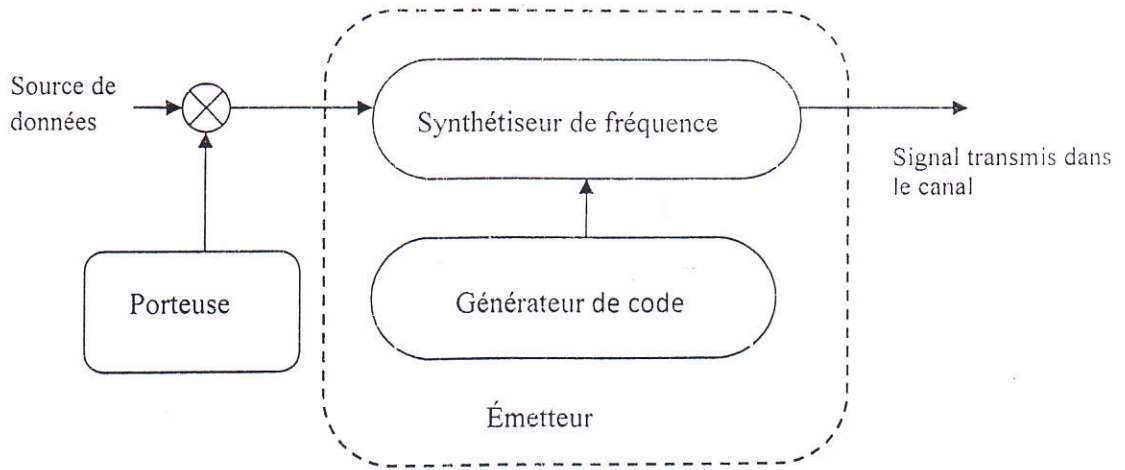 Source de
données
Synthétiseur de fréquence
Signal transmis dans
le canal
Porteuse
Générateur de code
Émetteur